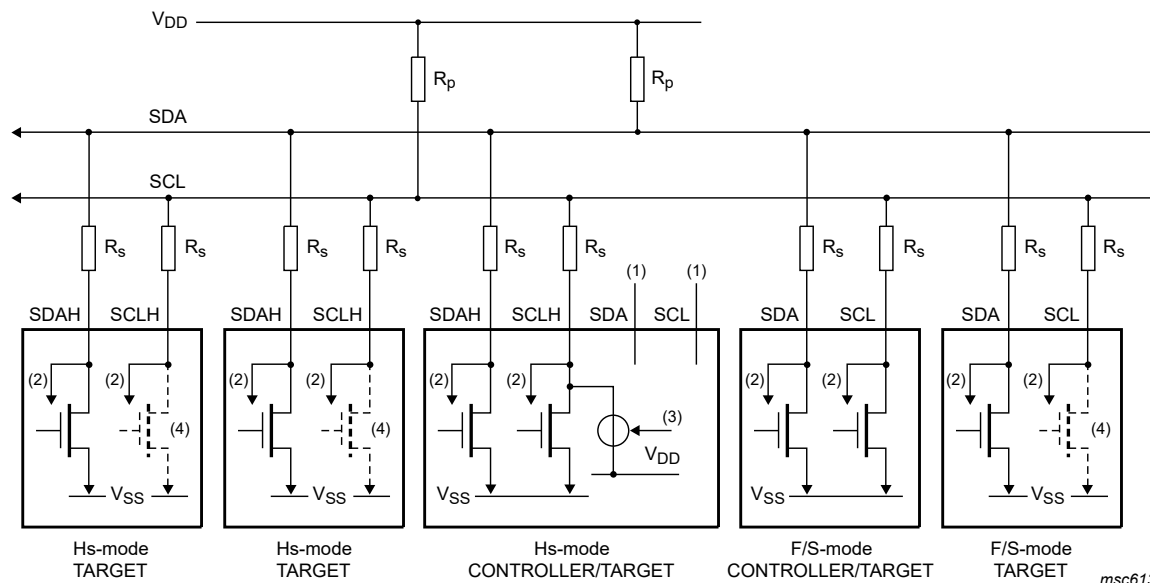 VDD
Rp
Rp
SDA
SCL
Rs Rs Rs Rs Rs Rs Rs Rs Rs Rs
(1) (1)
SDAH SCLH SDAH SCLH SDAH SCLH SDA SCL SDA SCL SDA SCL
(2) (2) (2) (2) (2) (2) (2) (2) (2) (2)
(4) (4) (3) (4)
VDD
VSS VSS VSS VSS VSS
Hs-mode
TARGET
Hs-mode
TARGET
Hs-mode
CONTROLLER/TARGET
F/S-mode
CONTROLLER/TARGET
F/S-mode
TARGET